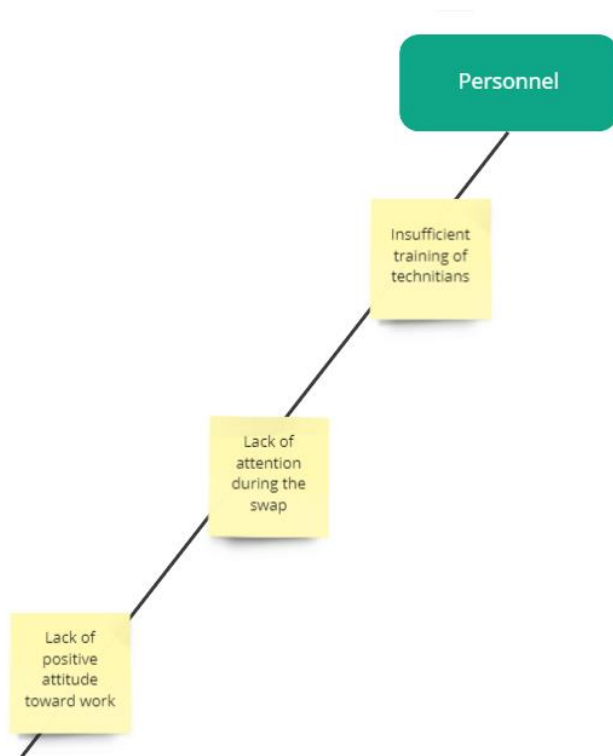 Personnel
Insufficient
training of
technitians
Lack of
attention
during the
swap
Lack of
positive
attitude
toward work